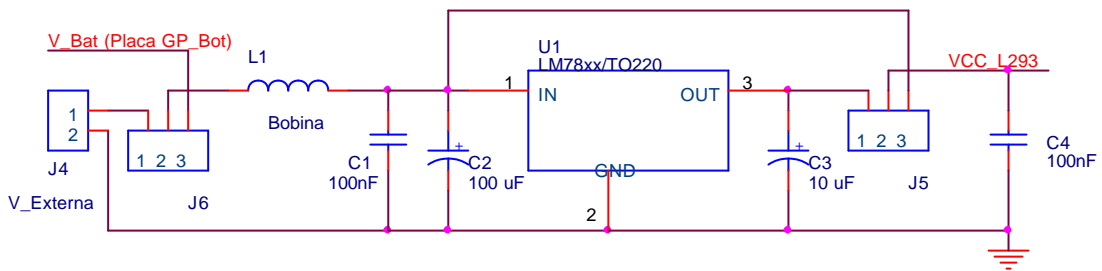 V_Bat (Placa GP_Bot)
L1
U1
LM78xx/TO220
VCC_L293
1
3
IN
OUT
1
2
Bobina
1 2 3
1 2 3
J4
C1
100nF
C2
100 uF
GND
C3
10 uF
C4
100nF
J5
V_Externa
J6
2